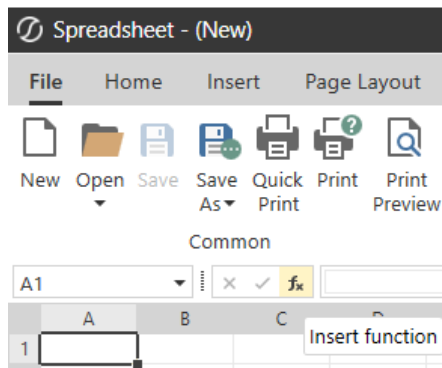 Spreadsheet - (New)
File Home Insert Page Layout
New Open Save Save As Quick Print Print Print Preview
Common
A1 fx
A B C
Insert function
1